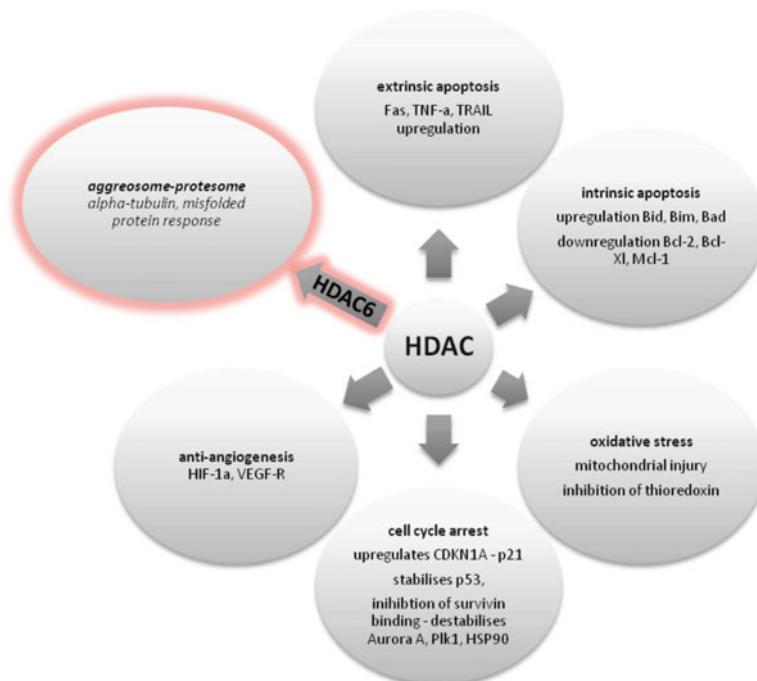 extrinsic apoptosis
Fas, TNF-a, TRAIL
upregulation
aggreosome-protesome
alpha-tubulin, misfolded
protein response
intrinsic apoptosis
upregulation Bid, Bim, Bad
downregulation Bcl-2, Bcl-
Xl, Mcl-1
HDAC6
HDAC
anti-angiogenesis
HIF-1a, VEGF-R
oxidative stress
mitochondrial injury
inhibition of thioredoxin
cell cycle arrest
upregulates CDKN1A - p21
stabilises p53,
inihibtion of survivin
binding - destabilises
Aurora A, Plk1, HSP90